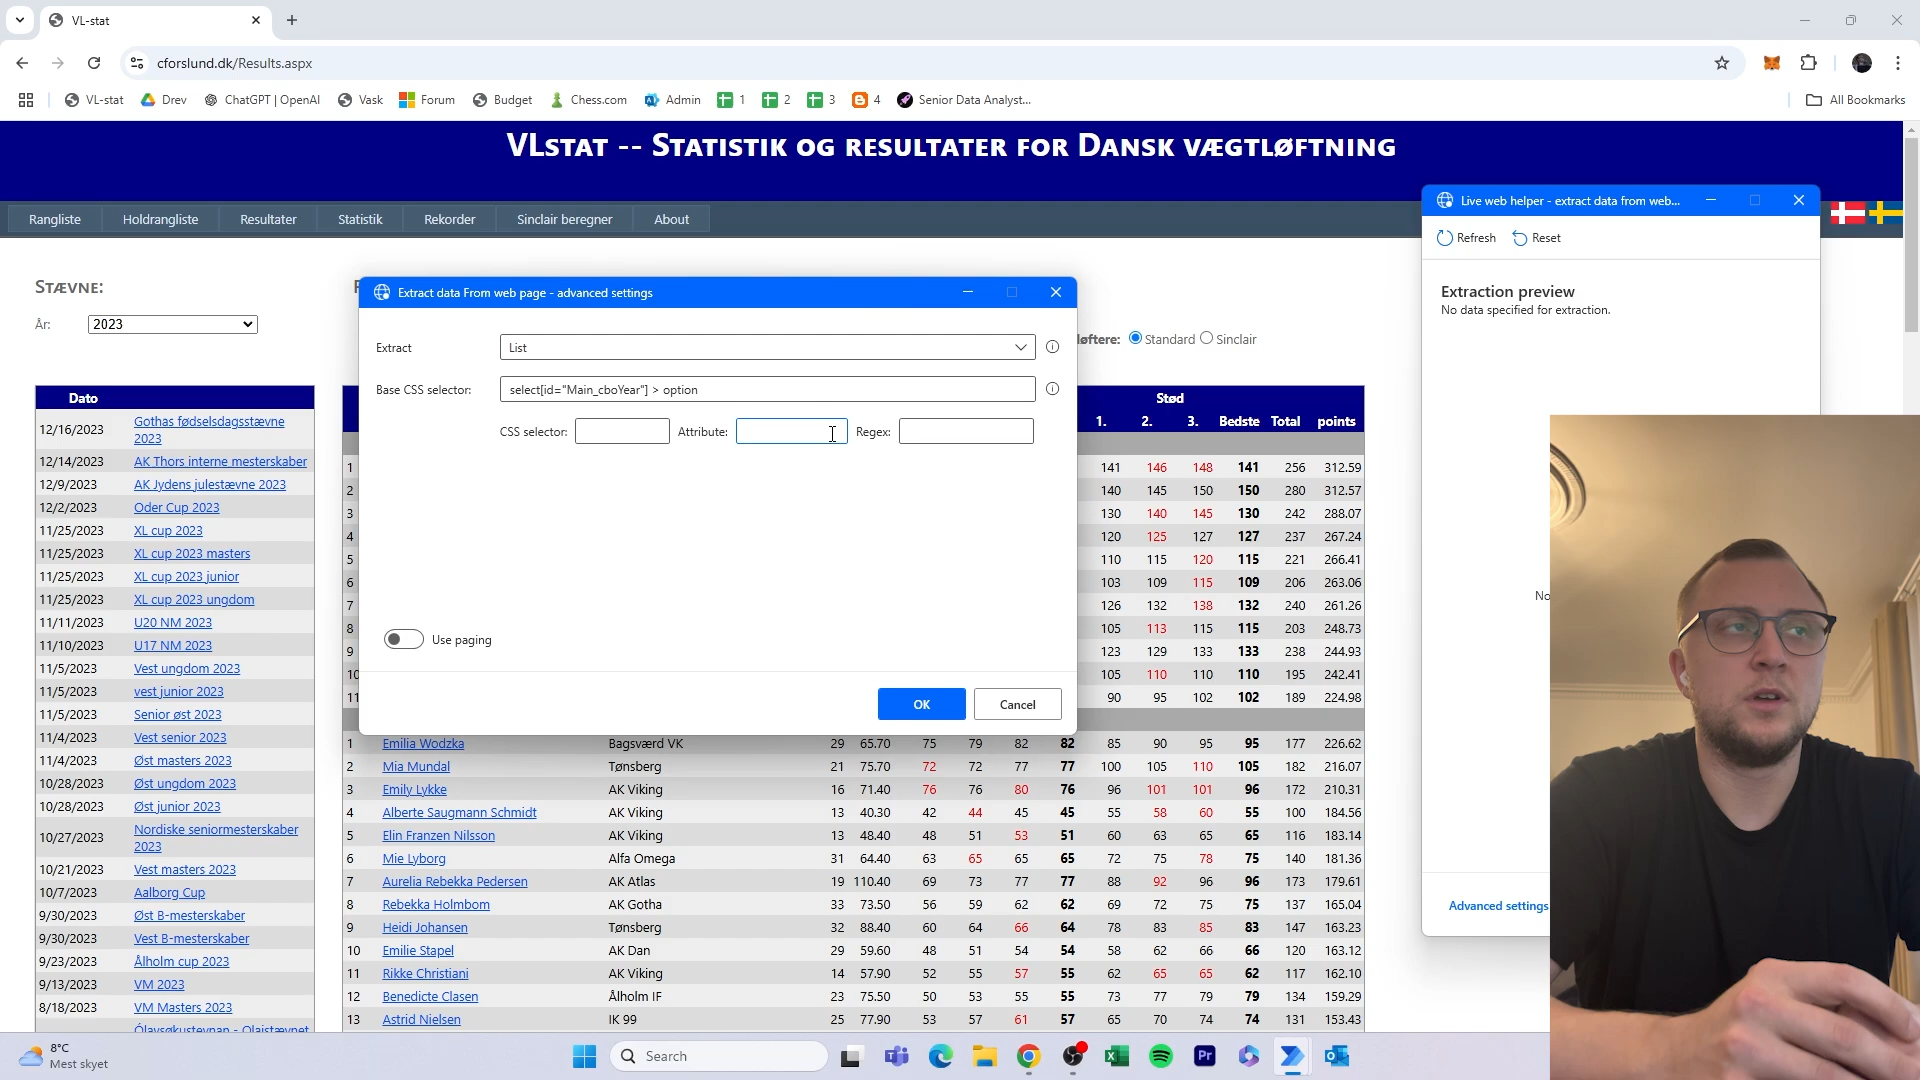 VL-stat
cforslund.dk/Results.aspx
VL-stat
Drev
ChatGPT | OpenAI
Vask
Forum
Budget
Chess.com
Admin
1
2
3
4
Senior Data Analyst...
All Bookmarks
VLstat -- Statistik og resultater for Dansk vægtløftning
Rangliste
Holdrangliste
Resultater
Statistik
Rekorder
Sinclair beregner
About
Stævne:
År:
2023
løftere:
Standard
Sinclair
Dato
12/16/2023 Gothas fødselsdagsstævne
2023
12/14/2023 AK Thors interne mesterskaber
12/9/2023 AK Jydens julestævne 2023
12/2/2023 Oder Cup 2023
11/25/2023 XL cup 2023
11/25/2023 XL cup 2023 masters
11/25/2023 XL cup 2023 junior
11/25/2023 XL cup 2023 ungdom
11/11/2023 U20 NM 2023
11/10/2023 U17 NM 2023
11/5/2023 Vest ungdom 2023
11/5/2023 vest junior 2023
11/5/2023 Senior øst 2023
11/4/2023 Vest senior 2023
11/4/2023 Øst masters 2023
10/28/2023 Øst ungdom 2023
10/28/2023 Øst junior 2023
10/27/2023 Nordiske seniormesterskaber
2023
10/21/2023 Vest masters 2023
10/7/2023 Aalborg Cup
9/30/2023 Øst B-mesterskaber
9/30/2023 Vest B-mesterskaber
9/23/2023 Ålholm cup 2023
9/13/2023 VM 2023
8/18/2023 VM Masters 2023
Ólavsøkustevnan - Olaistævnet
Extract data From web page - advanced settings
Extract
List
Base CSS selector:
select[id="Main_cboYear"] > option
CSS selector:
Attribute:
Regex:
Use paging
OK
Cancel
Stød
1. 2. 3. Bedste Total points
1 141 146 148 141 256 312.59
2 140 145 150 150 280 312.57
3 130 140 145 130 242 288.07
4 120 125 127 127 237 267.24
5 110 115 120 115 221 266.41
6 103 109 115 109 206 263.06
7 126 132 138 132 240 261.26
8 105 113 115 115 203 248.73
9 123 129 133 133 238 244.93
10 105 110 110 110 195 242.41
11 90 95 102 102 189 224.98
1 Emilia Wodzka Bagsværd VK 29 65.70 75 79 82 82 85 90 95 95 177 226.62
2 Mia Mundal Tønsberg 21 75.70 72 72 77 77 100 105 110 105 182 216.07
3 Emily Lykke AK Viking 16 71.40 76 76 80 76 96 101 101 96 172 210.31
4 Alberte Saugmann Schmidt AK Viking 13 40.30 42 44 45 45 55 58 60 55 100 184.56
5 Elin Franzen Nilsson AK Viking 13 48.40 48 51 53 51 60 63 65 65 116 183.14
6 Mie Lyborg Alfa Omega 31 64.40 63 65 65 65 72 75 78 75 140 181.36
7 Aurelia Rebekka Pedersen AK Atlas 19 110.40 69 73 77 77 88 92 96 96 173 179.61
8 Rebekka Holmbom AK Gotha 33 73.50 56 59 62 62 69 72 75 75 137 165.04
9 Heidi Johansen Tønsberg 32 88.40 60 64 66 64 78 83 85 83 147 163.23
10 Emilie Stapel AK Dan 29 59.60 48 51 54 54 58 62 66 66 120 163.12
11 Rikke Christiani AK Viking 14 57.90 52 55 57 55 62 65 65 62 117 162.10
12 Benedicte Clasen Ålholm IF 23 75.50 50 53 55 55 73 77 79 79 134 159.29
13 Astrid Nielsen IK 99 25 77.90 53 57 61 57 65 70 74 74 131 153.43
Live web helper - extract data from web...
Refresh
Reset
Extraction preview
No data specified for extraction.
No
Advanced settings
8°C
Mest skyet
Search
Pr